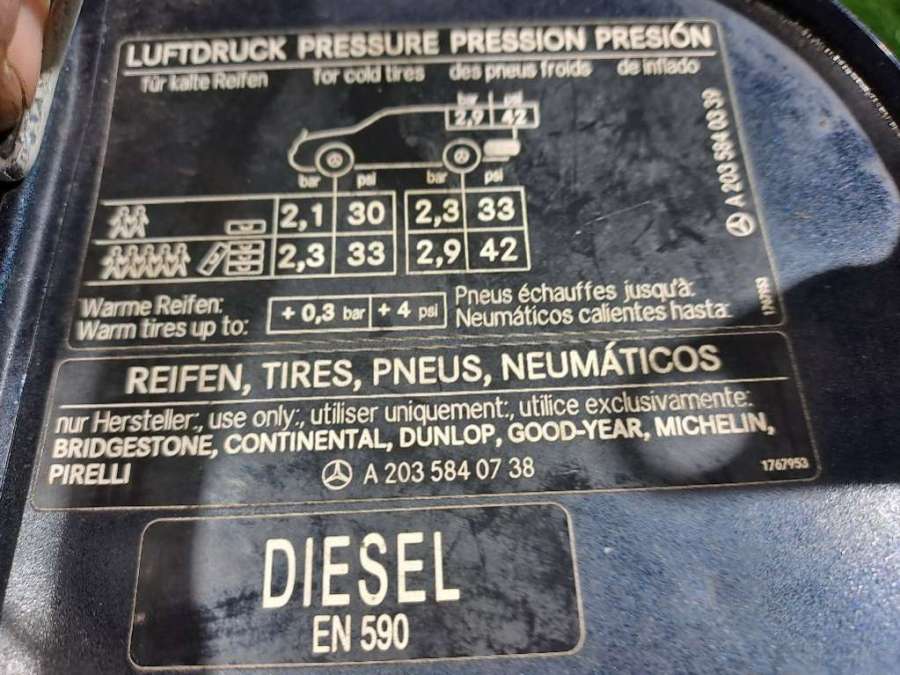 LUFTDRUCK PRESSURE PRESSION PRESIÓN
für kalte Reifen for cold tires des pneus froids de inflado
bar psi
2,9 42
bar psi bar psi
2,1 30 2,3 33
2,3 33 2,9 42
Warme Reifen:
Warm tires up to:
+ 0,3 bar + 4 psi
Pneus échauffes jusqu'à:
Neumáticos calientes hasta:
A 203 584 03 39
REIFEN, TIRES, PNEUS, NEUMÁTICOS
nur Hersteller:, use only:, utiliser uniquement:, utilice exclusivamente:
BRIDGESTONE, CONTINENTAL, DUNLOP, GOOD-YEAR, MICHELIN,
PIRELLI
A 203 584 07 38
1767953
DIESEL
EN 590